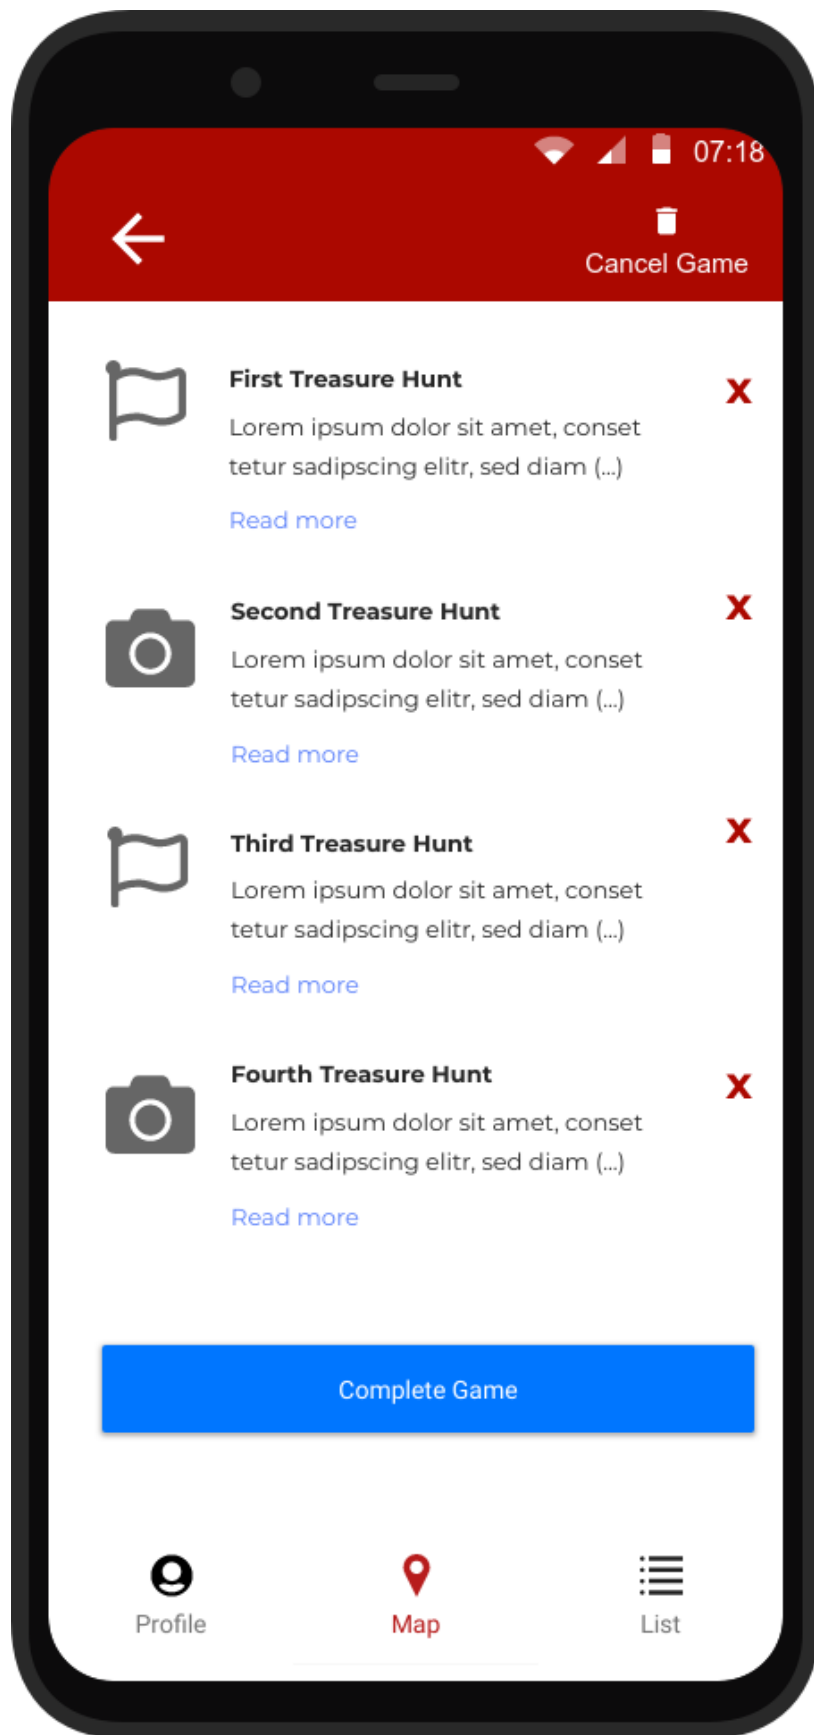 07:18
Cancel Game
First Treasure Hunt
X
Lorem ipsum dolor sit amet, conset
tetur sadipscing elitr, sed diam (...)
Read more
Second Treasure Hunt
X
Lorem ipsum dolor sit amet, conset
tetur sadipscing elitr, sed diam (...)
Read more
Third Treasure Hunt
X
Lorem ipsum dolor sit amet, conset
tetur sadipscing elitr, sed diam (...)
Read more
Fourth Treasure Hunt
X
Lorem ipsum dolor sit amet, conset
tetur sadipscing elitr, sed diam (...)
Read more
Complete Game
Profile
Map
List